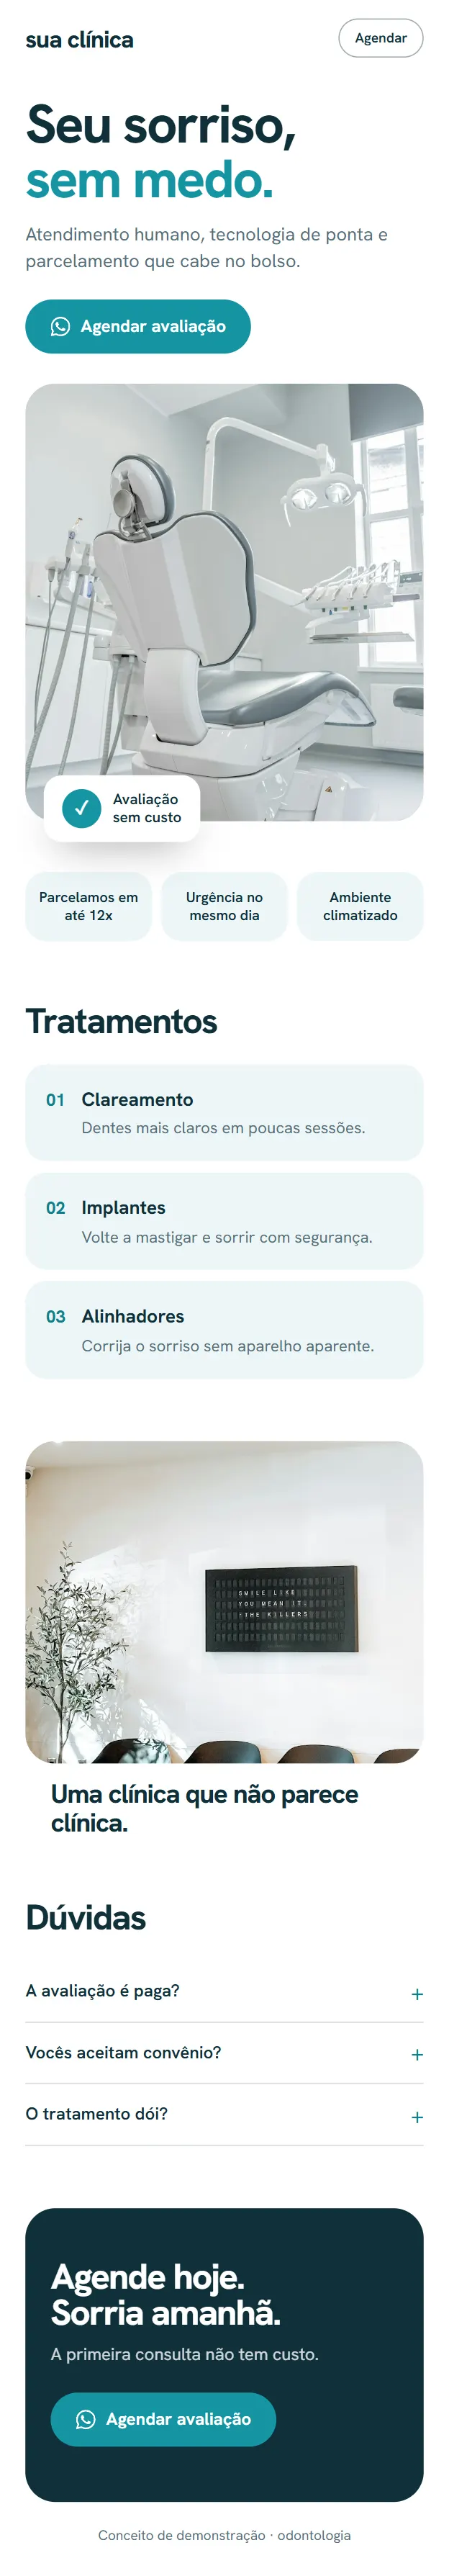 sua clínica
Agendar
Seu sorriso,
sem medo.
Atendimento humano, tecnologia de ponta e
parcelamento que cabe no bolso.
Agendar avaliação
Avaliação
sem custo
Parcelamos em
até 12x
Urgência no
mesmo dia
Ambiente
climatizado
Tratamentos
01 Clareamento
Dentes mais claros em poucas sessões.
02 Implantes
Volte a mastigar e sorrir com segurança.
03 Alinhadores
Corrija o sorriso sem aparelho aparente.
SMILE LIKE
YOU MEAN IT
-THE KILLERS
Uma clínica que não parece
clínica.
Dúvidas
A avaliação é paga? +
Vocês aceitam convênio? +
O tratamento dói? +
Agende hoje.
Sorria amanhã.
A primeira consulta não tem custo.
Agendar avaliação
Conceito de demonstração · odontologia